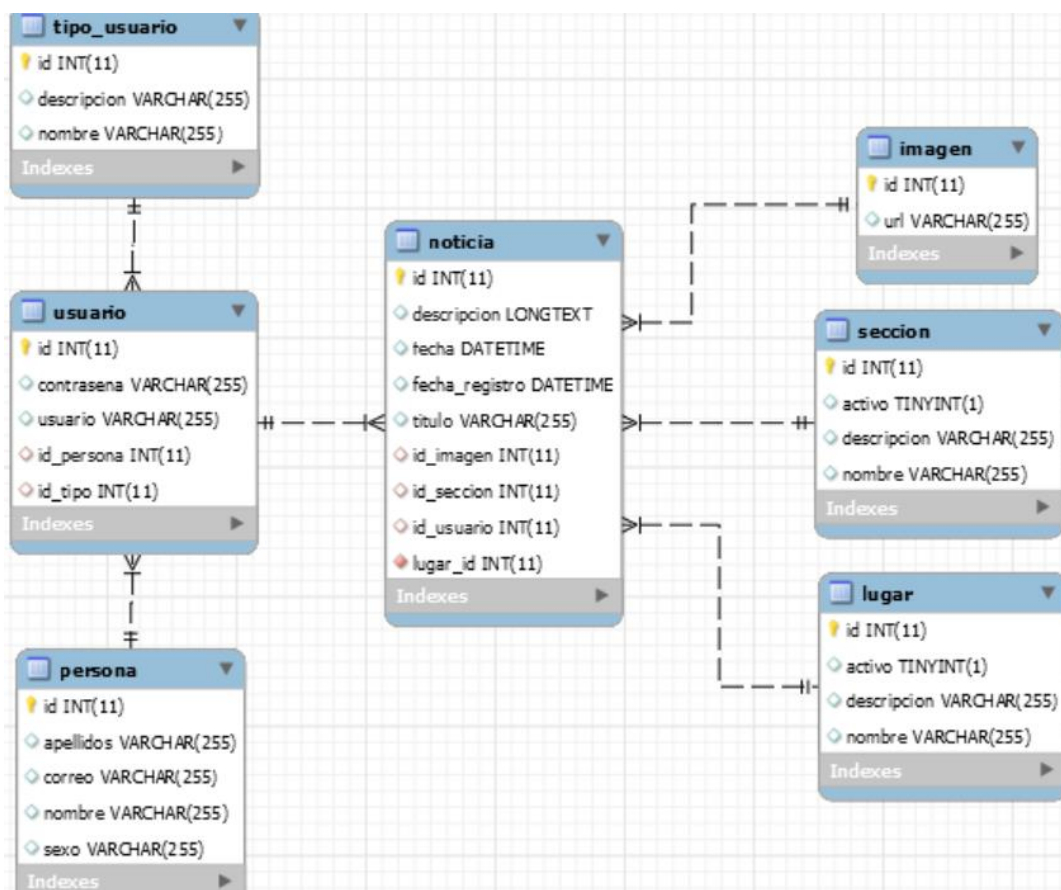 tipo_usuario
id INT(11)
descripcion VARCHAR(255)
nombre VARCHAR(255)
Indexes
usuario
id INT(11)
contrasena VARCHAR(255)
usuario VARCHAR(255)
id_persona INT(11)
id_tipo INT(11)
Indexes
persona
id INT(11)
apellidos VARCHAR(255)
correo VARCHAR(255)
nombre VARCHAR(255)
sexo VARCHAR(255)
Indexes
noticia
id INT(11)
descripcion LONGTEXT
fecha DATETIME
fecha_registro DATETIME
titulo VARCHAR(255)
id_imagen INT(11)
id_seccion INT(11)
id_usuario INT(11)
lugar_id INT(11)
Indexes
imagen
id INT(11)
url VARCHAR(255)
Indexes
seccion
id INT(11)
activo TINYINT(1)
descripcion VARCHAR(255)
nombre VARCHAR(255)
Indexes
lugar
id INT(11)
activo TINYINT(1)
descripcion VARCHAR(255)
nombre VARCHAR(255)
Indexes